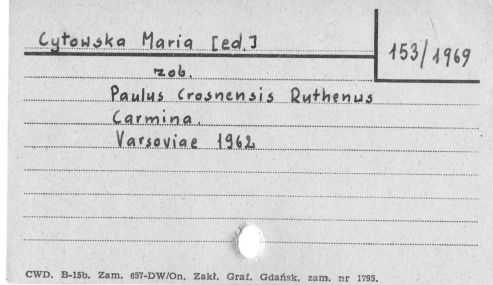 Cytowska Maria [ed.]
153/1969
zob.
Paulus Crosnensis Ruthenus
Carmina.
Varsoviae 1962
CWD. B-15b. Zam. 657-DW/On. Zakł. Graf. Gdańsk, zam. nr 1795.